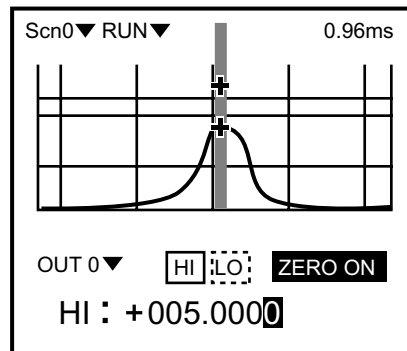 Scn0▼ RUN▼ 0.96ms
OUT 0▼ HI LO ZERO ON
HI: +005.0000